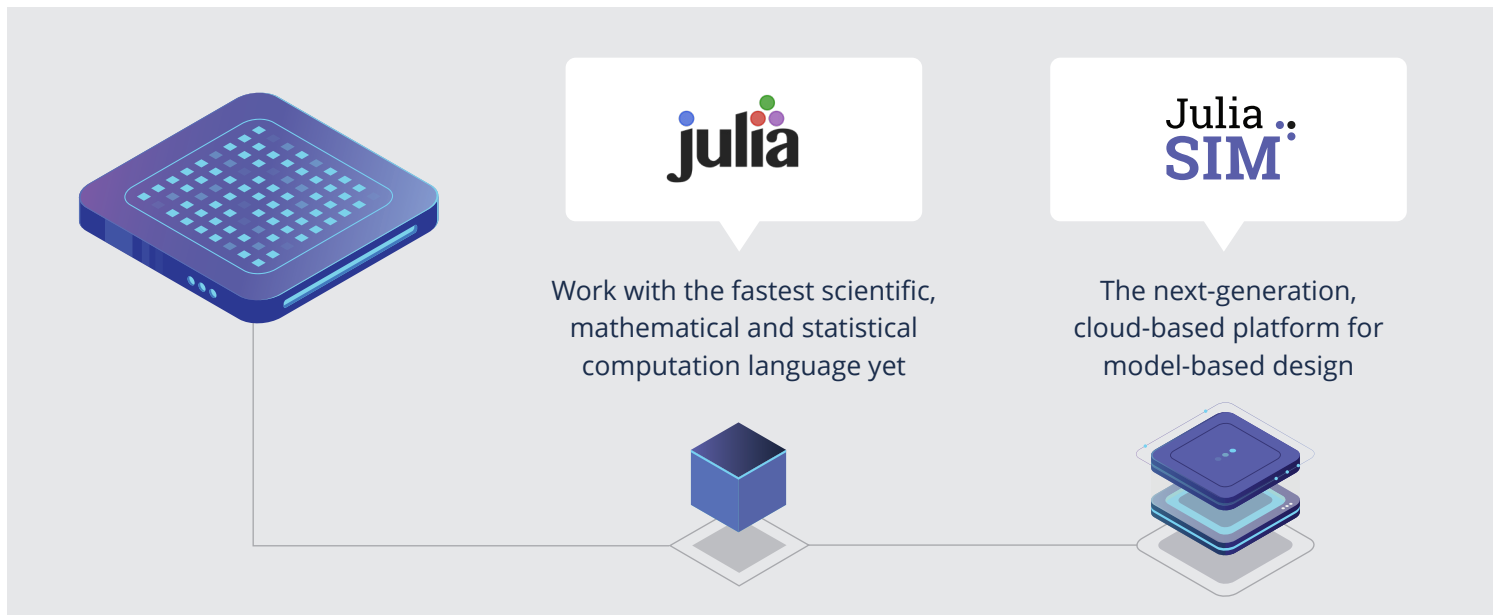 julia
Work with the fastest scientific,
mathematical and statistical
computation language yet
Julia
SIM
The next-generation,
cloud-based platform for
model-based design